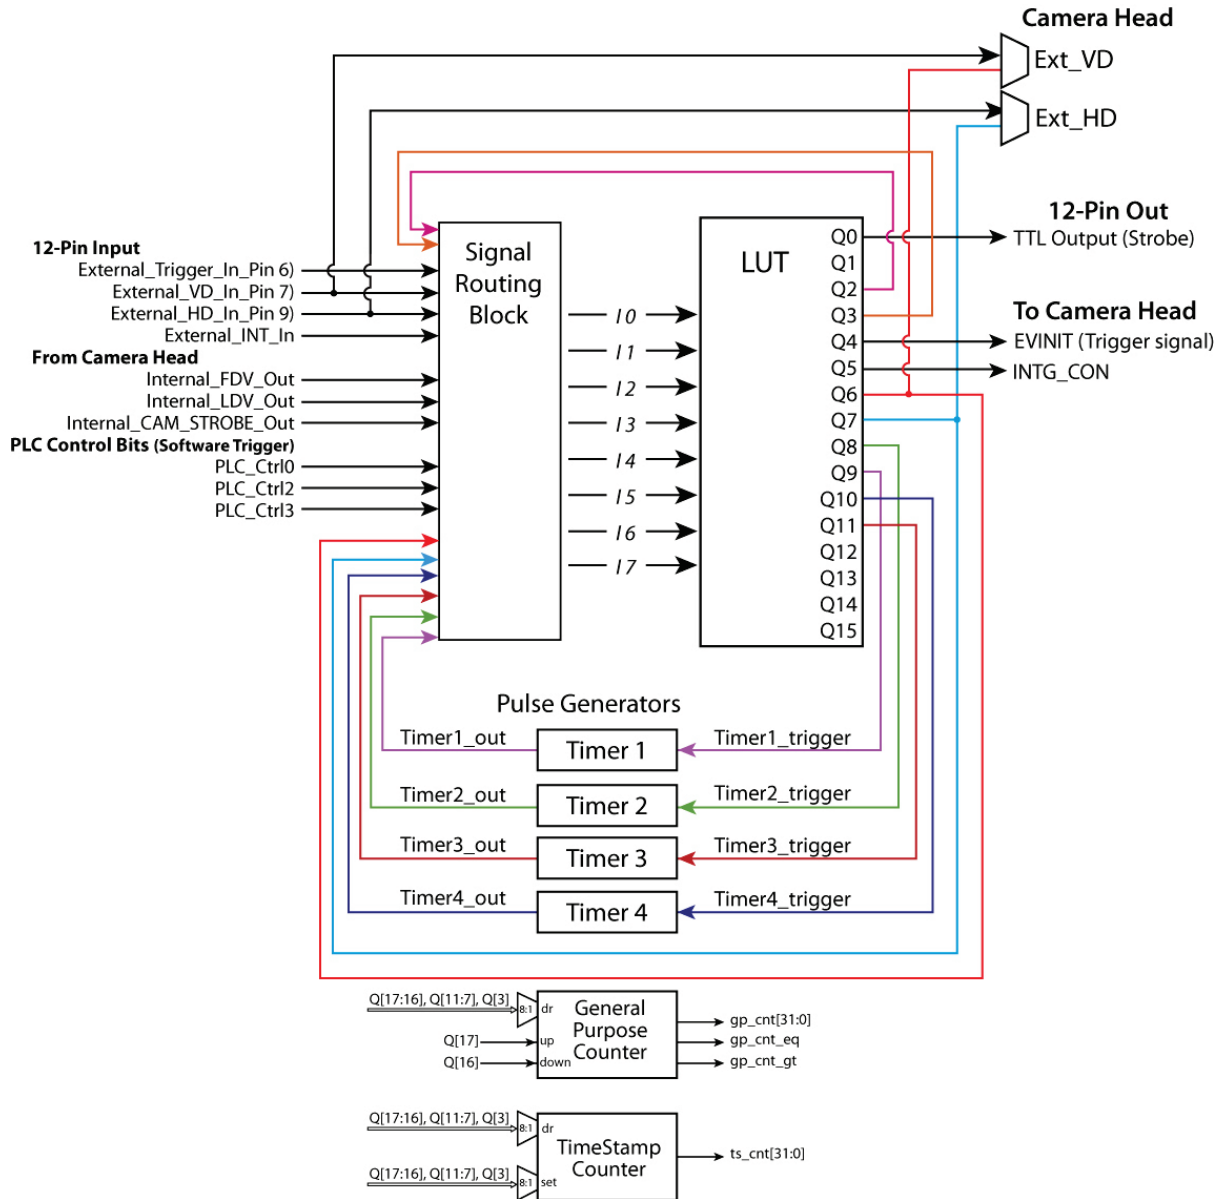 Camera Head
Ext_VD
Ext_HD
12-Pin Out
TTL Output (Strobe)
To Camera Head
EVINIT (Trigger signal)
INTG_CON
12-Pin Input
External_Trigger_In_Pin 6)
External_VD_In_Pin 7)
External_HD_In_Pin 9)
External_INT_In
From Camera Head
Internal_FDV_Out
Internal_LDV_Out
Internal_CAM_STROBE_Out
PLC Control Bits (Software Trigger)
PLC_Ctrl0
PLC_Ctrl2
PLC_Ctrl3
Signal
Routing
Block
I0
I1
I2
I3
I4
I5
I6
I7
LUT
Q0
Q1
Q2
Q3
Q4
Q5
Q6
Q7
Q8
Q9
Q10
Q11
Q12
Q13
Q14
Q15
Pulse Generators
Timer1_out
Timer 1
Timer1_trigger
Timer2_out
Timer 2
Timer2_trigger
Timer3_out
Timer 3
Timer3_trigger
Timer4_out
Timer 4
Timer4_trigger
Q[17:16], Q[11:7], Q[3]
8:1
dr
Q[17]
up
Q[16]
down
General
Purpose
Counter
gp_cnt[31:0]
gp_cnt_eq
gp_cnt_gt
Q[17:16], Q[11:7], Q[3]
8:1
dr
TimeStamp
Counter
ts_cnt[31:0]
Q[17:16], Q[11:7], Q[3]
8:1
set